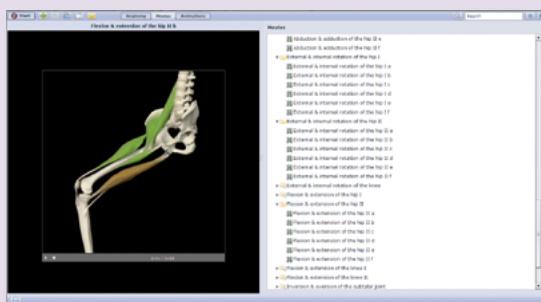 Start
Anatomy Movies Animations
Search
Flexion & extension of the hip II b
Movies
Abduction & adduction of the hip III e
Abduction & adduction of the hip III f
External & internal rotation of the hip I
External & internal rotation of the hip I a
External & internal rotation of the hip I b
External & internal rotation of the hip I c
External & internal rotation of the hip I d
External & internal rotation of the hip I e
External & internal rotation of the hip I f
External & internal rotation of the hip II
External & internal rotation of the hip II a
External & internal rotation of the hip II b
External & internal rotation of the hip II c
External & internal rotation of the hip II d
External & internal rotation of the hip II e
External & internal rotation of the hip II f
External & internal rotation of the knee
Flexion & extension of the hip I
Flexion & extension of the hip II
Flexion & extension of the hip II a
Flexion & extension of the hip II b
Flexion & extension of the hip II c
Flexion & extension of the hip II d
Flexion & extension of the hip II e
Flexion & extension of the hip II f
Flexion & extension of the knee I
Flexion & extension of the knee II
Inversion & eversion of the subtalar joint